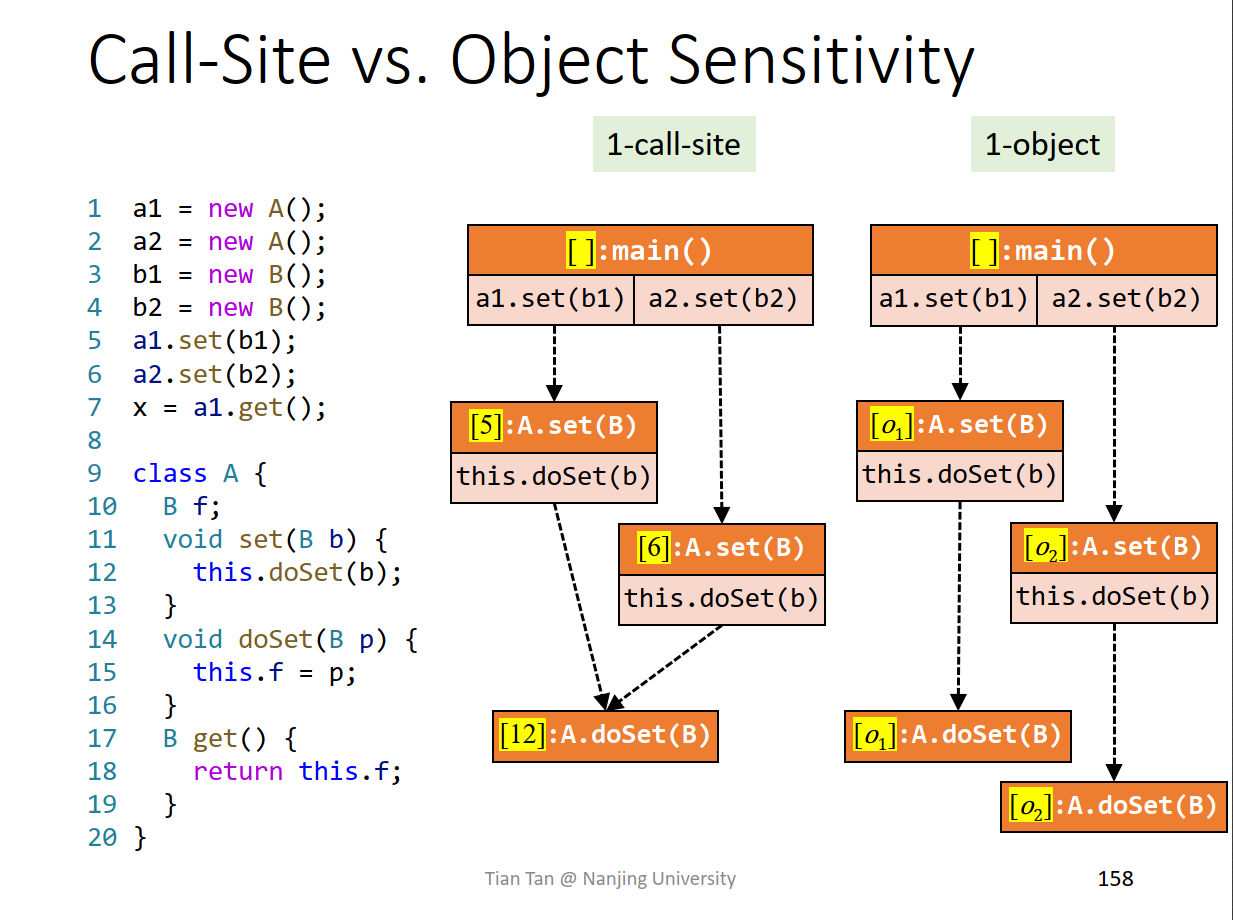 Call-Site vs. Object Sensitivity
1-call-site
1-object
1 a1 = new A();
2 a2 = new A();
3 b1 = new B();
4 b2 = new B();
5 a1.set(b1);
6 a2.set(b2);
7 x = a1.get();
8
9 class A {
10   B f;
11   void set(B b) {
12     this.doSet(b);
13   }
14   void doSet(B p) {
15     this.f = p;
16   }
17   B get() {
18     return this.f;
19   }
20 }
[ ]:main()
a1.set(b1)
a2.set(b2)
[5]:A.set(B)
this.doSet(b)
[6]:A.set(B)
this.doSet(b)
[12]:A.doSet(B)
[ ]:main()
a1.set(b1)
a2.set(b2)
[o1]:A.set(B)
this.doSet(b)
[o2]:A.set(B)
this.doSet(b)
[o1]:A.doSet(B)
[o2]:A.doSet(B)
Tian Tan @ Nanjing University
158